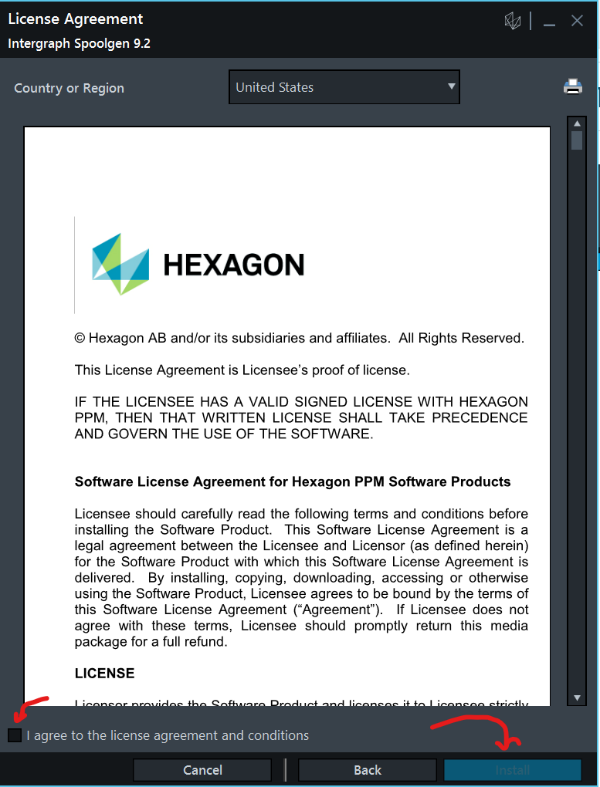 License Agreement
Intergraph Spoolgen 9.2
Country or Region
United States
HEXAGON
© Hexagon AB and/or its subsidiaries and affiliates.  All Rights Reserved.
This License Agreement is Licensee's proof of license.
IF THE LICENSEE HAS A VALID SIGNED LICENSE WITH HEXAGON
PPM, THEN THAT WRITTEN LICENSE SHALL TAKE PRECEDENCE
AND GOVERN THE USE OF THE SOFTWARE.
Software License Agreement for Hexagon PPM Software Products
Licensee should carefully read the following terms and conditions before
installing the Software Product.  This Software License Agreement is a
legal agreement between the Licensee and Licensor (as defined herein)
for the Software Product with which this Software License Agreement is
delivered.  By installing, copying, downloading, accessing or otherwise
using the Software Product, Licensee agrees to be bound by the terms of
this Software License Agreement (“Agreement”).  If Licensee does not
agree with these terms, Licensee should promptly return this media
package for a full refund.
LICENSE
Licensor provides the Software Product and licenses it to Licensee strictly
I agree to the license agreement and conditions
Cancel
Back
Install